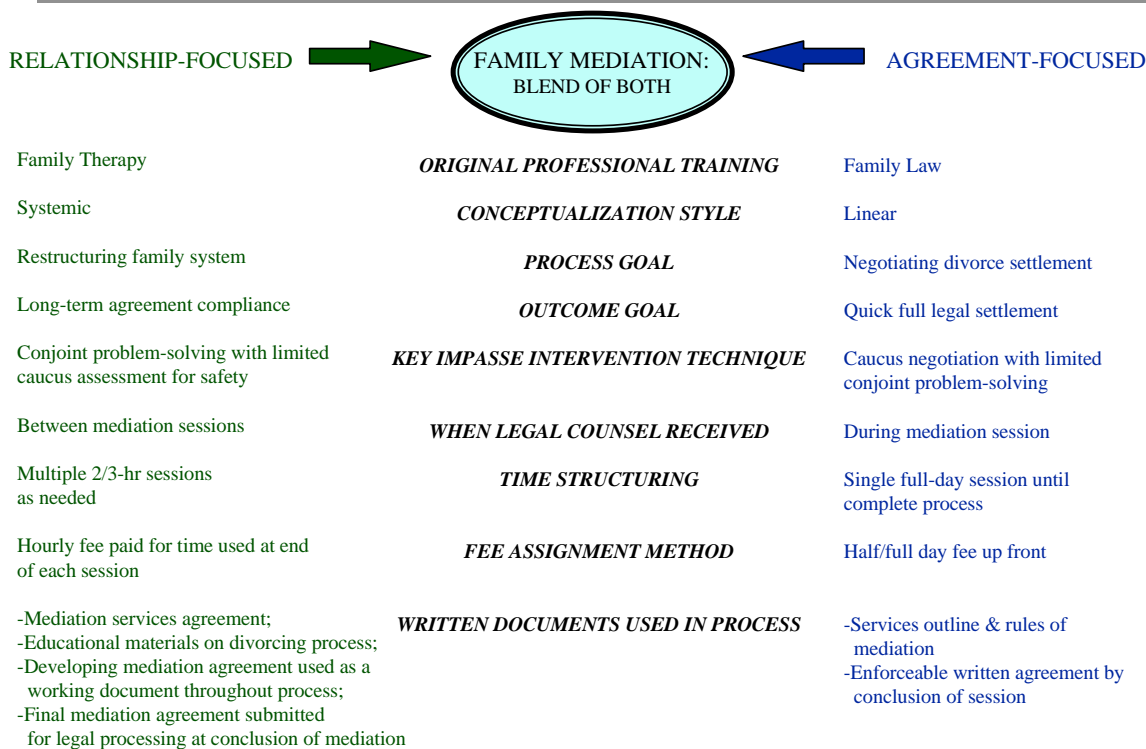 RELATIONSHIP-FOCUSED
FAMILY MEDIATION:
BLEND OF BOTH
AGREEMENT-FOCUSED
Family Therapy
ORIGINAL PROFESSIONAL TRAINING
Family Law
Systemic
CONCEPTUALIZATION STYLE
Linear
Restructuring family system
PROCESS GOAL
Negotiating divorce settlement
Long-term agreement compliance
OUTCOME GOAL
Quick full legal settlement
Conjoint problem-solving with limited
caucus assessment for safety
KEY IMPASSE INTERVENTION TECHNIQUE
Caucus negotiation with limited
conjoint problem-solving
Between mediation sessions
WHEN LEGAL COUNSEL RECEIVED
During mediation session
Multiple 2/3-hr sessions
as needed
TIME STRUCTURING
Single full-day session until
complete process
Hourly fee paid for time used at end
of each session
FEE ASSIGNMENT METHOD
Half/full day fee up front
-Mediation services agreement;
-Educational materials on divorcing process;
-Developing mediation agreement used as a
working document throughout process;
-Final mediation agreement submitted
for legal processing at conclusion of mediation
WRITTEN DOCUMENTS USED IN PROCESS
-Services outline & rules of
mediation
-Enforceable written agreement by
conclusion of session